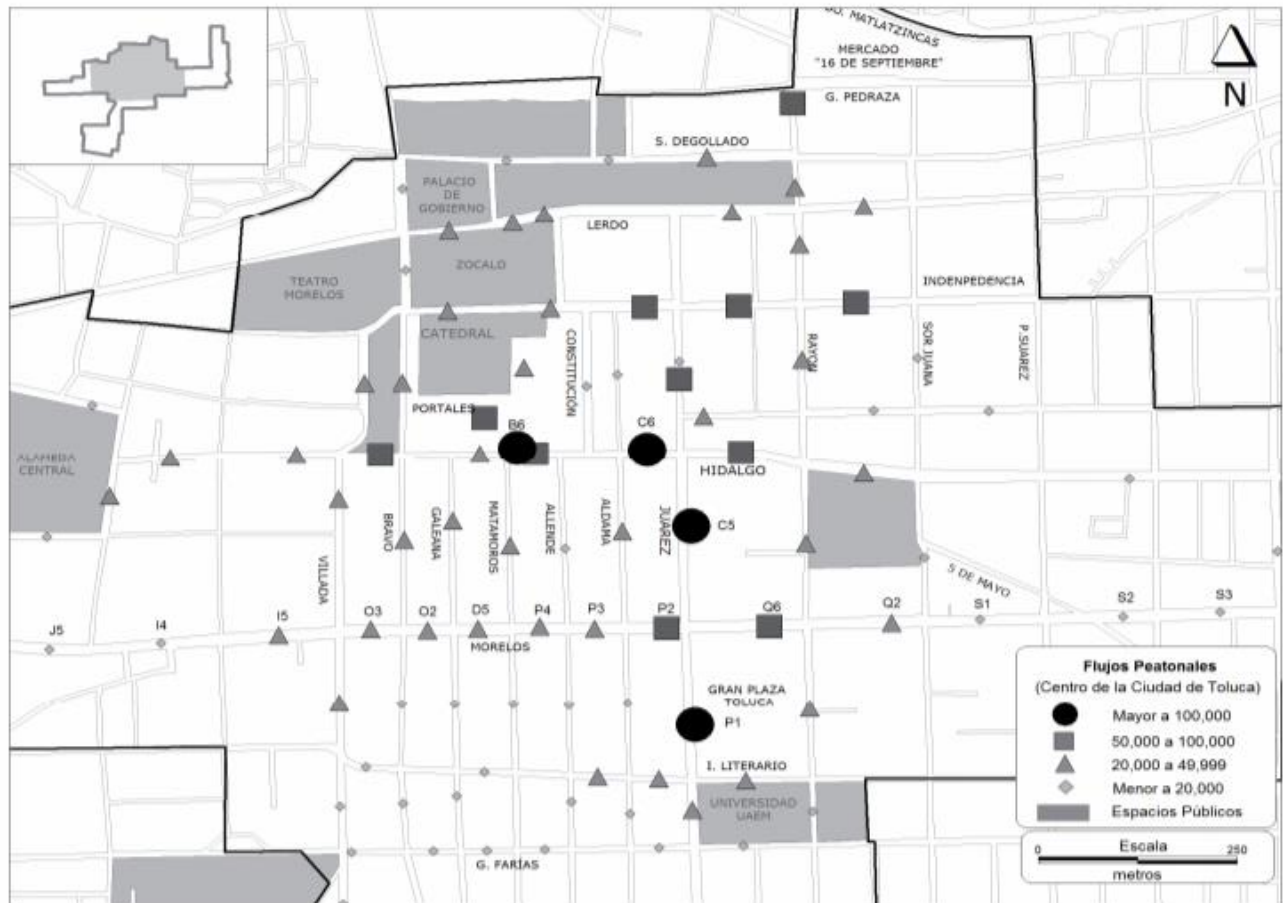 GO. MATLATZINCAS
MERCADO
"16 DE SEPTIEMBRE"
G. PEDRAZA
N
S. DEGOLLADO
PALACIO
DE
GOBIERNO
LERDO
ZOCALO
TEATRO
MORELOS
INDENPEDENCIA
CATEDRAL
CONSTITUCIÓN
RAYON
SOR JUANA
P.SUAREZ
PORTALES
B6
C6
ALAMEDA
CENTRAL
HIDALGO
C5
BRAVO
GALEANA
MATAMOROS
ALLENDE
ALDAMA
JUAREZ
VILLADA
5 DE MAYO
J5
I4
I5
O3
O2
D5
P4
P3
P2
Q6
Q2
S1
S2
S3
MORELOS
GRAN PLAZA
TOLUCA
P1
I. LITERARIO
UNIVERSIDAD
UAEM
G. FARÍAS
Flujos Peatonales
(Centro de la Ciudad de Toluca)
Mayor a 100,000
50,000 a 100,000
20,000 a 49,999
Menor a 20,000
Espacios Públicos
Escala
0
250
metros